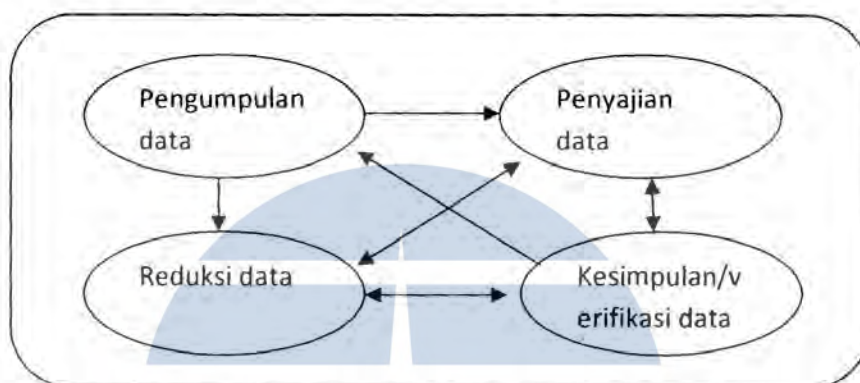 Pengumpulan
data
Penyajian
data
Reduksi data
Kesimpulan/v
erifikasi data